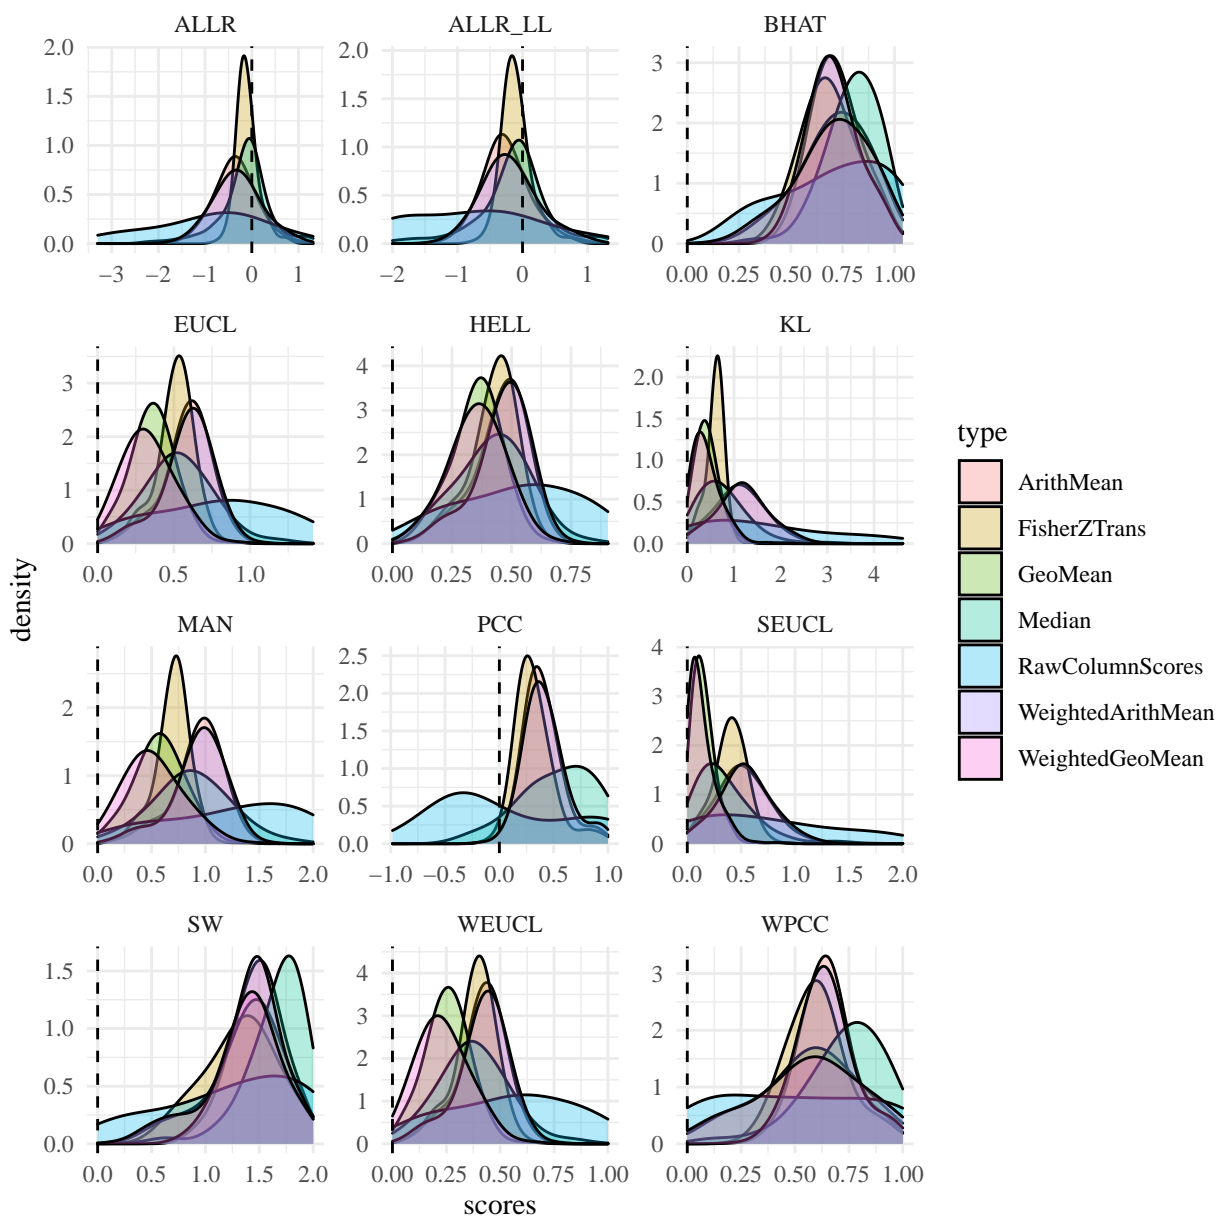 ALLR ALLR_LL BHAT
2.0 1.5 1.0 0.5 0.0
−3 −2 −1 0 1
2.0 1.5 1.0 0.5 0.0
−2 −1 0 1
3 2 1 0
0.00 0.25 0.50 0.75 1.00
EUCL HELL KL
3 2 1 0
0.0 0.5 1.0
4 3 2 1 0
0.00 0.25 0.50 0.75
2.0 1.5 1.0 0.5 0.0
0 1 2 3 4
MAN PCC SEUCL
2 1 0
0.0 0.5 1.0 1.5 2.0
2.5 2.0 1.5 1.0 0.5 0.0
−1.0 −0.5 0.0 0.5 1.0
4 3 2 1 0
0.0 0.5 1.0 1.5 2.0
SW WEUCL WPCC
1.5 1.0 0.5 0.0
0.0 0.5 1.0 1.5 2.0
4 3 2 1 0
0.00 0.25 0.50 0.75 1.00
3 2 1 0
0.00 0.25 0.50 0.75 1.00
density
scores
type
ArithMean
FisherZTrans
GeoMean
Median
RawColumnScores
WeightedArithMean
WeightedGeoMean